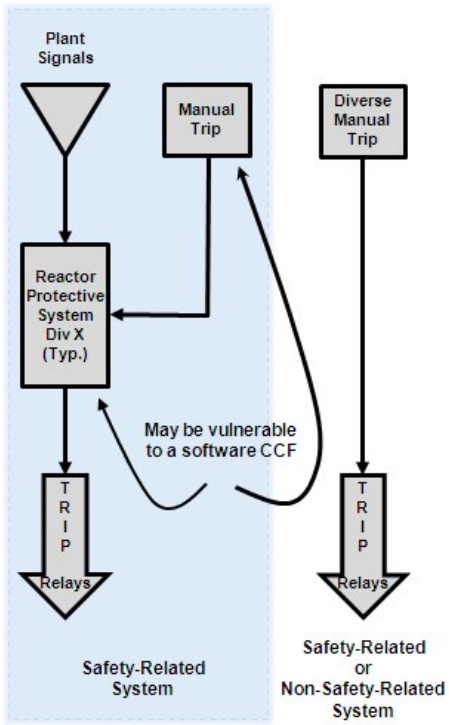 Plant
Signals
Manual
Trip
Diverse
Manual
Trip
Reactor
Protective
System
Div X
(Typ.)
May be vulnerable
to a software CCF
T
R
I
P
Relays
T
R
I
P
Relays
Safety-Related
System
Safety-Related
or
Non-Safety-Related
System